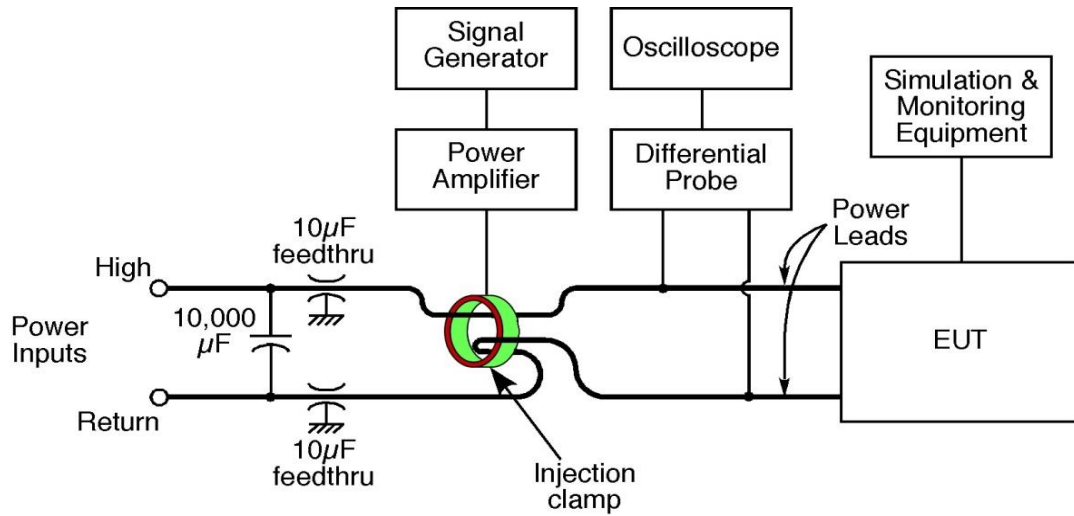 Signal
Generator
Oscilloscope
Simulation &
Monitoring
Equipment
Power
Amplifier
Differential
Probe
10µF
feedthru
Power
Leads
High
10,000
µF
Power
Inputs
EUT
Return
10µF
feedthru
Injection
clamp